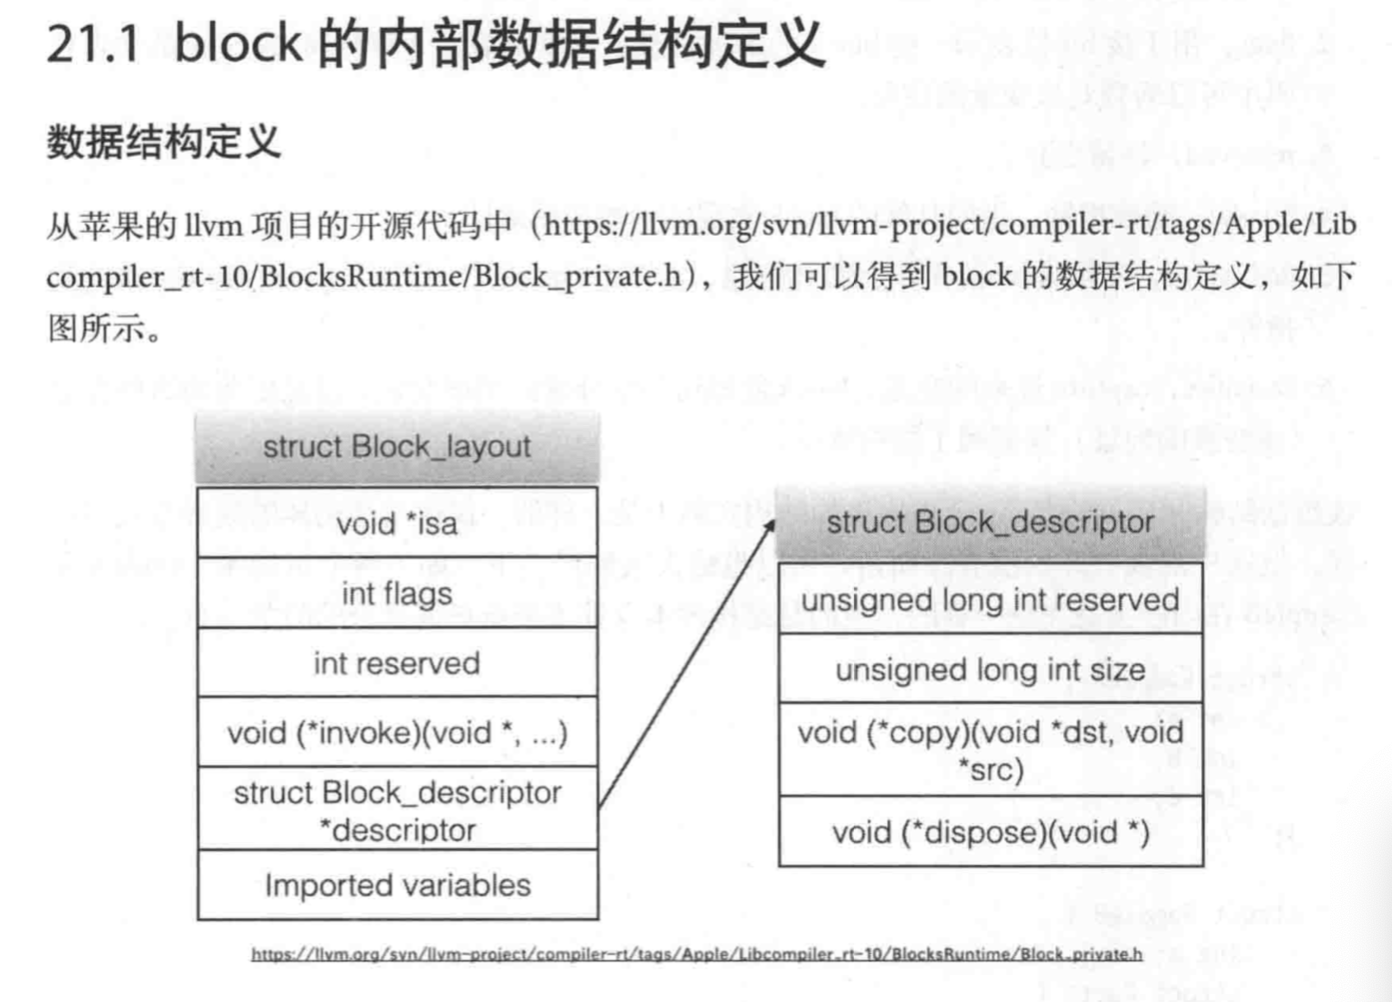 21.1 block 的内部数据结构定义
数据结构定义
从苹果的 llvm 项目的开源代码中（https://llvm.org/svn/llvm-project/compiler-rt/tags/Apple/Lib
compiler_rt-10/BlocksRuntime/Block_private.h），我们可以得到 block 的数据结构定义，如下
图所示。
struct Block_layout
void *isa
int flags
int reserved
void (*invoke)(void *, ...)
struct Block_descriptor
*descriptor
Imported variables
struct Block_descriptor
unsigned long int reserved
unsigned long int size
void (*copy)(void *dst, void
*src)
void (*dispose)(void *)
https://llvm.org/svn/llvm-project/compiler-rt/tags/Apple/Libcompiler_rt-10/BlocksRuntime/Block_private.h